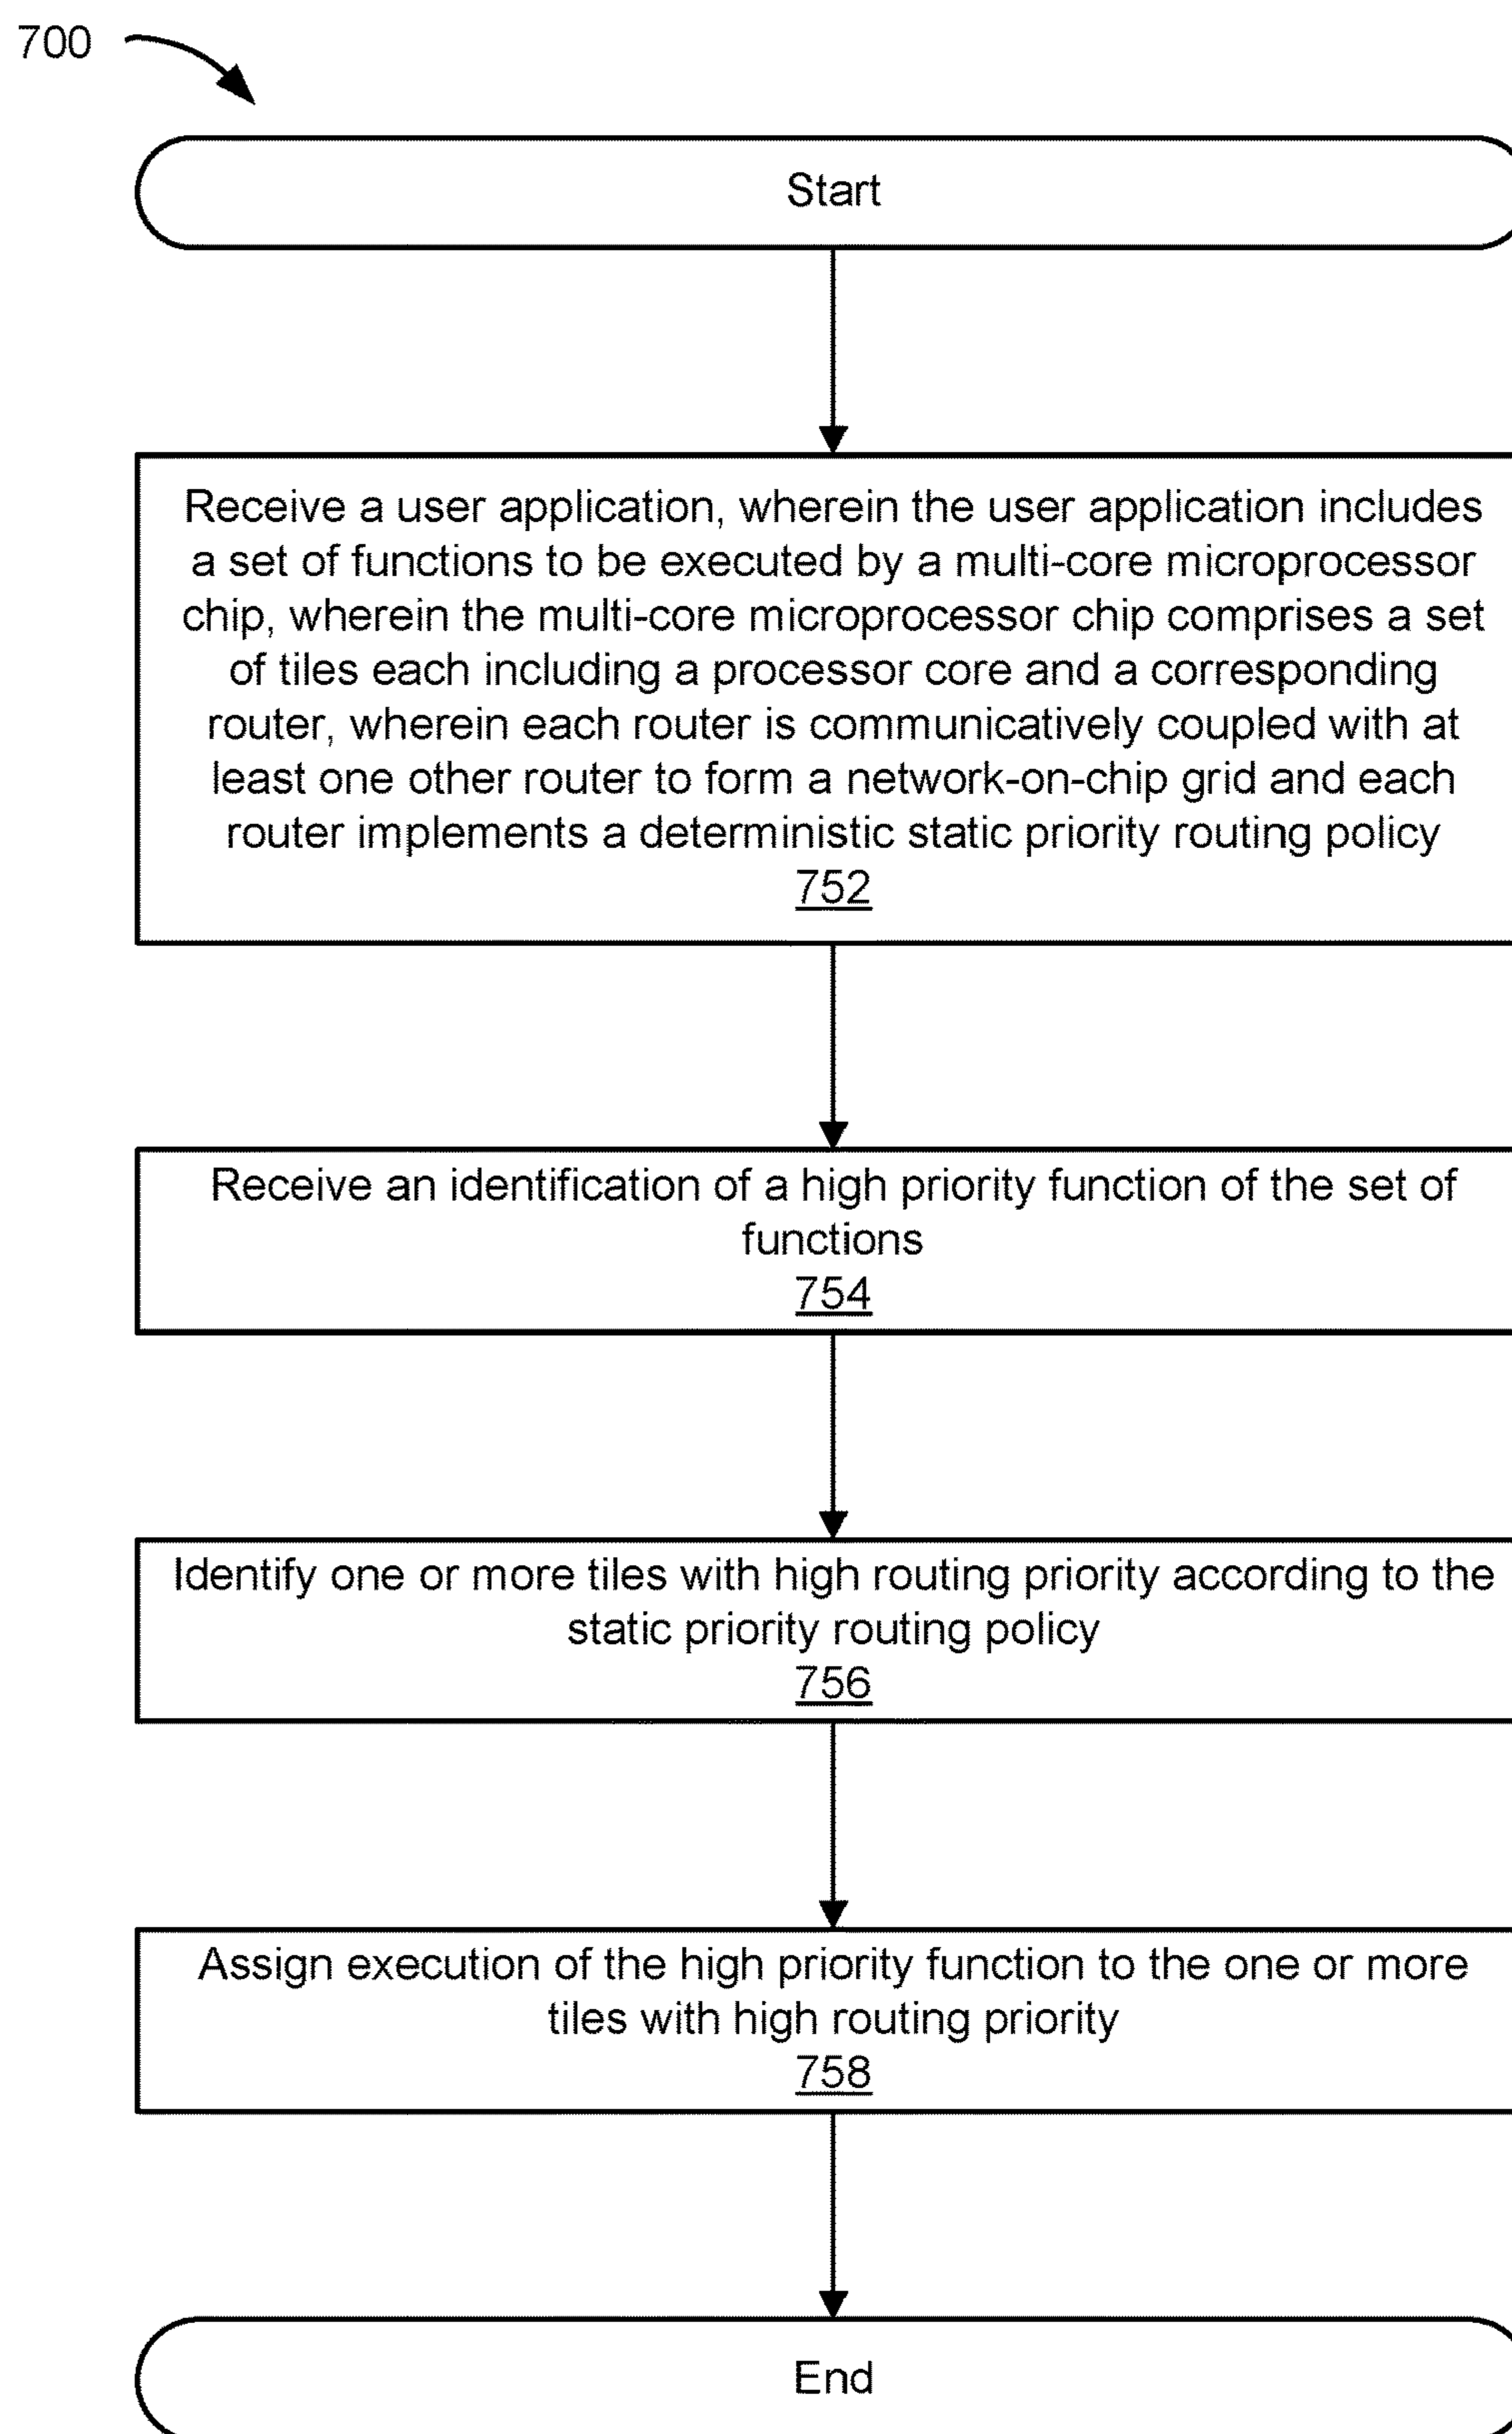 700
Start
Receive a user application, wherein the user application includes
a set of functions to be executed by a multi-core microprocessor
chip, wherein the multi-core microprocessor chip comprises a set
of tiles each including a processor core and a corresponding
router, wherein each router is communicatively coupled with at
least one other router to form a network-on-chip grid and each
router implements a deterministic static priority routing policy
752
Receive an identification of a high priority function of the set of
functions
754
Identify one or more tiles with high routing priority according to the
static priority routing policy
756
Assign execution of the high priority function to the one or more
tiles with high routing priority
758
End